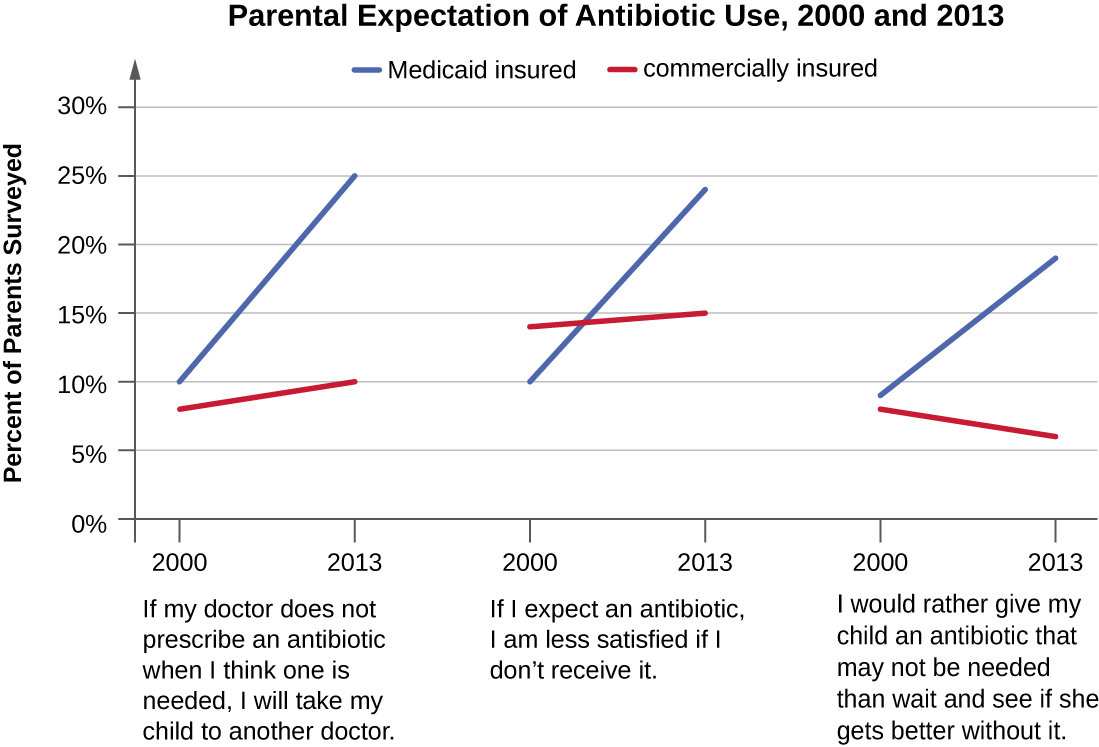 Parental Expectation of Antibiotic Use, 2000 and 2013
Medicaid insured
commercially insured
Percent of Parents Surveyed
30%
25%
20%
15%
10%
5%
0%
2000
2013
2000
2013
2000
2013
If my doctor does not
prescribe an antibiotic
when I think one is
needed, I will take my
child to another doctor.
If I expect an antibiotic,
I am less satisfied if I
don’t receive it.
I would rather give my
child an antibiotic that
may not be needed
than wait and see if she
gets better without it.